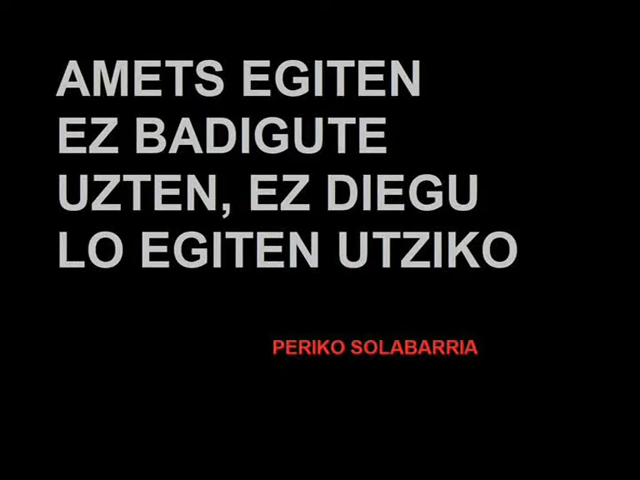 AMETS EGITEN
EZ BADIGUTE
UZTEN, EZ DIEGU
LO EGITEN UTZIKO
PERIKO SOLABARRIA